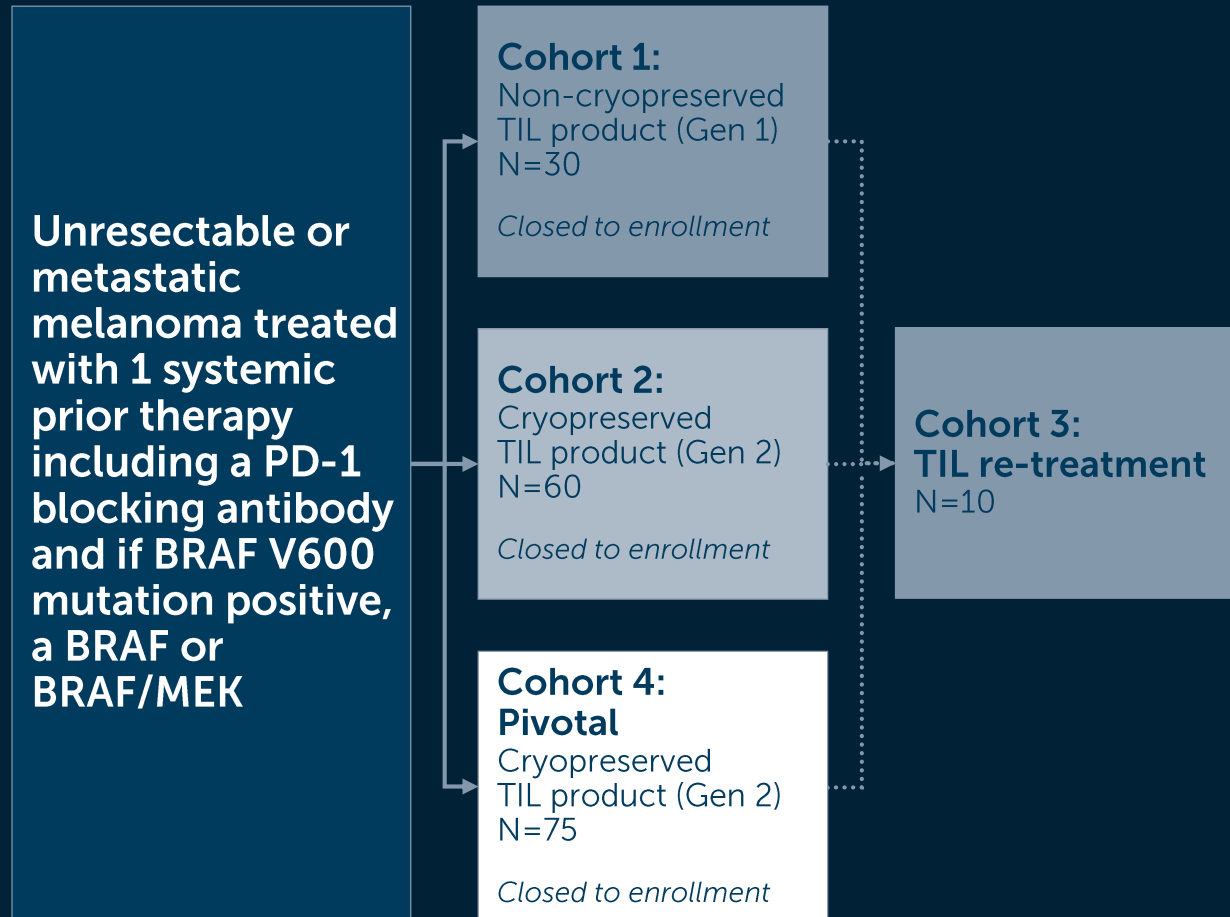 Unresectable or
metastatic
melanoma treated
with 1 systemic
prior therapy
including a PD-1
blocking antibody
and if BRAF V600
mutation positive,
a BRAF or
BRAF/MEK
Cohort 1:
Non-cryopreserved
TIL product (Gen 1)
N=30
Closed to enrollment
Cohort 2:
Cryopreserved
TIL product (Gen 2)
N=60
Closed to enrollment
Cohort 4:
Pivotal
Cryopreserved
TIL product (Gen 2)
N=75
Closed to enrollment
Cohort 3:
TIL re-treatment
N=10